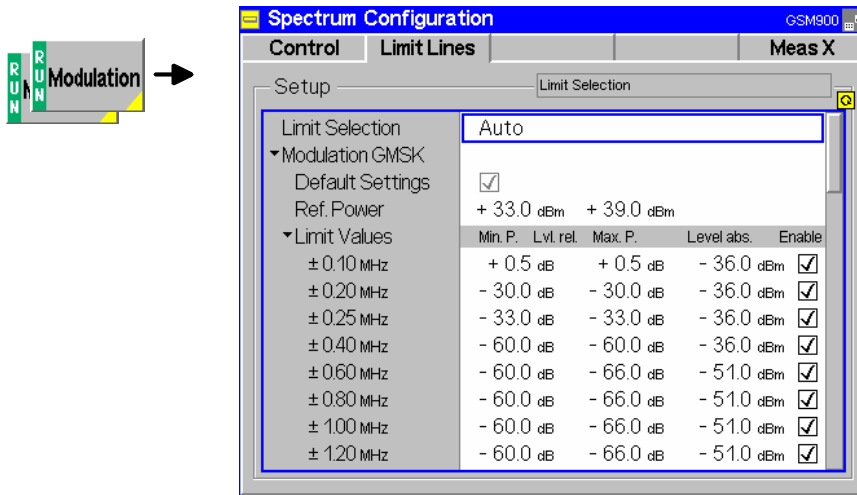 Spectrum Configuration GSM900
Control Limit Lines Meas X
RUN
RUN Modulation
Setup Limit Selection
Limit Selection Auto
Modulation GMSK
Default Settings
Ref. Power + 33.0 dBm + 39.0 dBm
Limit Values Min. P. Lvl. rel. Max. P. Level abs. Enable
± 0.10 MHz + 0.5 dB + 0.5 dB - 36.0 dBm
± 0.20 MHz - 30.0 dB - 30.0 dB - 36.0 dBm
± 0.25 MHz - 33.0 dB - 33.0 dB - 36.0 dBm
± 0.40 MHz - 60.0 dB - 60.0 dB - 36.0 dBm
± 0.60 MHz - 60.0 dB - 66.0 dB - 51.0 dBm
± 0.80 MHz - 60.0 dB - 66.0 dB - 51.0 dBm
± 1.00 MHz - 60.0 dB - 66.0 dB - 51.0 dBm
± 1.20 MHz - 60.0 dB - 66.0 dB - 51.0 dBm